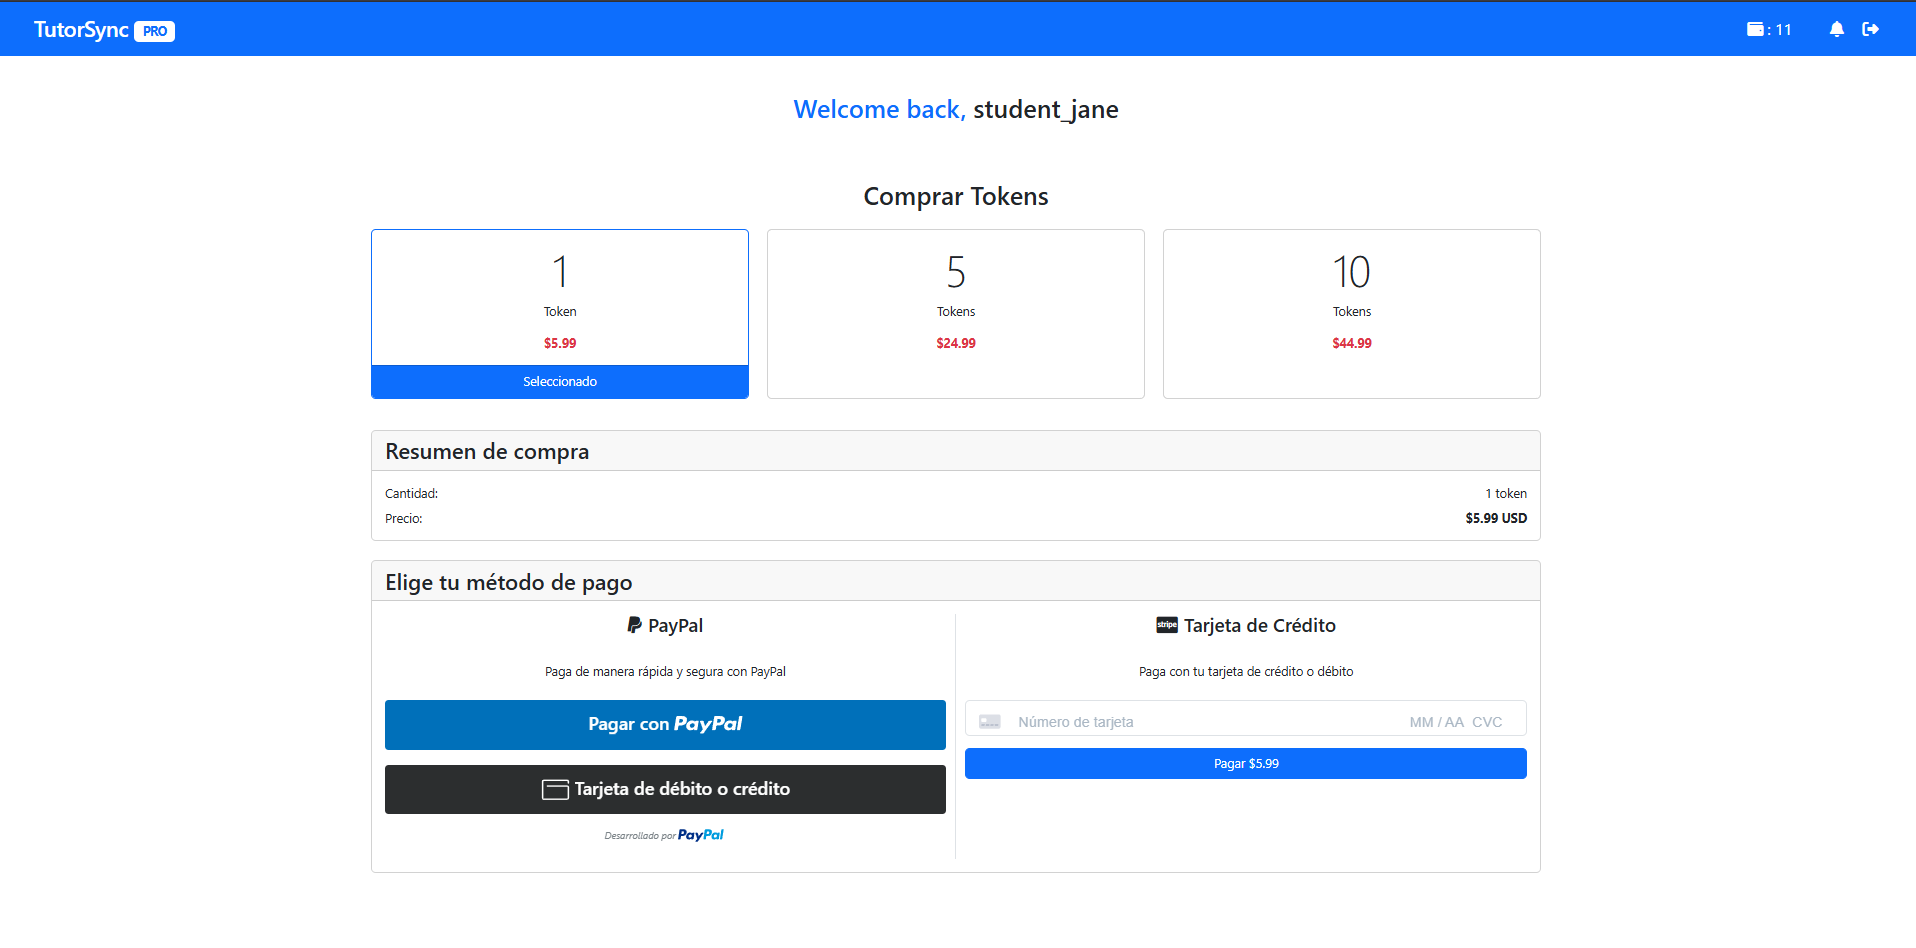 TutorSync PRO
: 11
Welcome back, student_jane
Comprar Tokens
1
Token
$5.99
Seleccionado
5
Tokens
$24.99
10
Tokens
$44.99
Resumen de compra
Cantidad: 1 token
Precio: $5.99 USD
Elige tu método de pago
PayPal
Paga de manera rápida y segura con PayPal
Pagar con PayPal
Tarjeta de débito o crédito
Desarrollado por PayPal
stripe Tarjeta de Crédito
Paga con tu tarjeta de crédito o débito
Número de tarjeta MM / AA CVC
Pagar $5.99